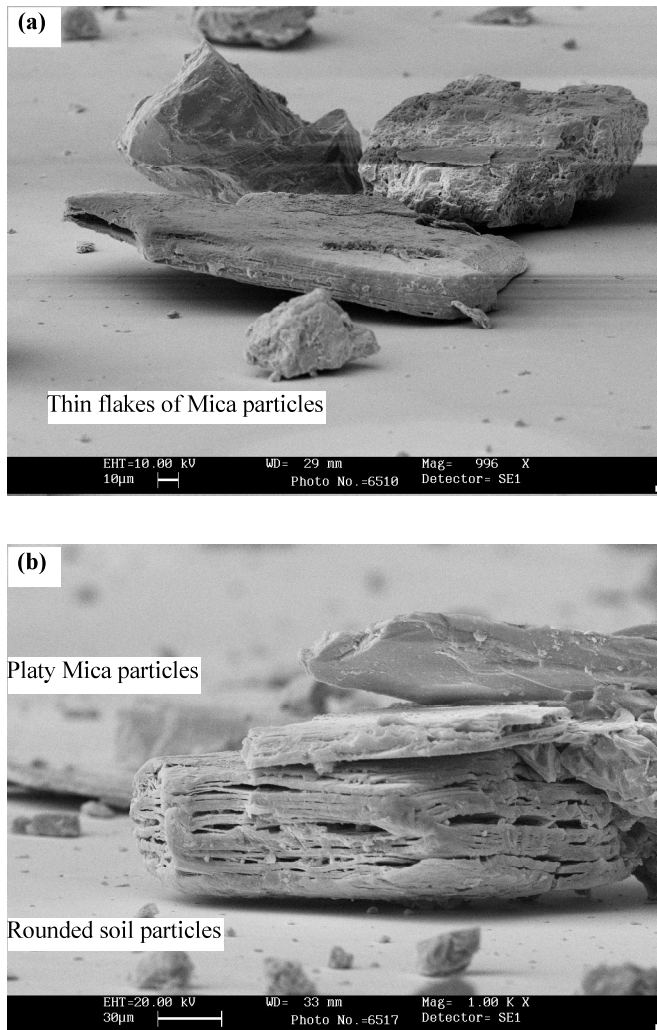 (a)
Thin flakes of Mica particles
EHT=10.00 kV WD= 29 mm Mag= 996 X
10µm Photo No.=6510 Detector= SE1
(b)
Platy Mica particles
Rounded soil particles
EHT=20.00 kV WD= 33 mm Mag= 1.00 K X
30µm Photo No.=6517 Detector= SE1